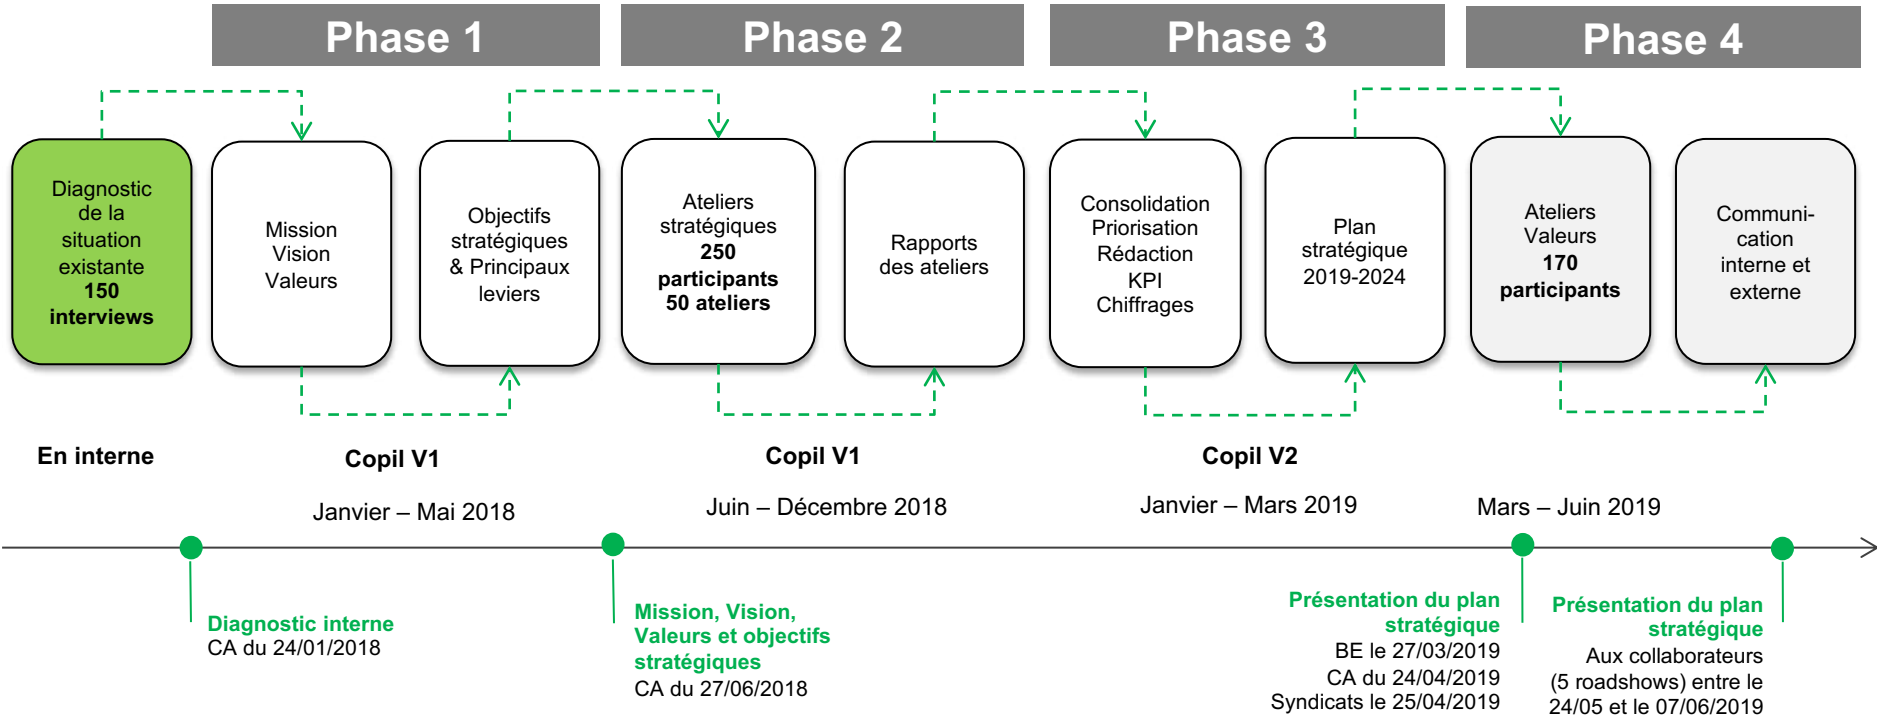 Phase 1
Phase 2
Phase 3
Phase 4
Diagnostic
de la
situation
existante
150
interviews
Mission
Vision
Valeurs
Objectifs
stratégiques
& Principaux
leviers
Ateliers
stratégiques
250
participants
50 ateliers
Rapports
des ateliers
Consolidation
Priorisation
Rédaction
KPI
Chiffrages
Plan
stratégique
2019-2024
Ateliers
Valeurs
170
participants
Communi-
cation
interne et
externe
En interne
Copil V1
Copil V1
Copil V2
Janvier – Mai 2018
Juin – Décembre 2018
Janvier – Mars 2019
Mars – Juin 2019
Diagnostic interne
CA du 24/01/2018
Mission, Vision,
Valeurs et objectifs
stratégiques
CA du 27/06/2018
Présentation du plan
stratégique
BE le 27/03/2019
CA du 24/04/2019
Syndicats le 25/04/2019
Présentation du plan
stratégique
Aux collaborateurs
(5 roadshows) entre le
24/05 et le 07/06/2019